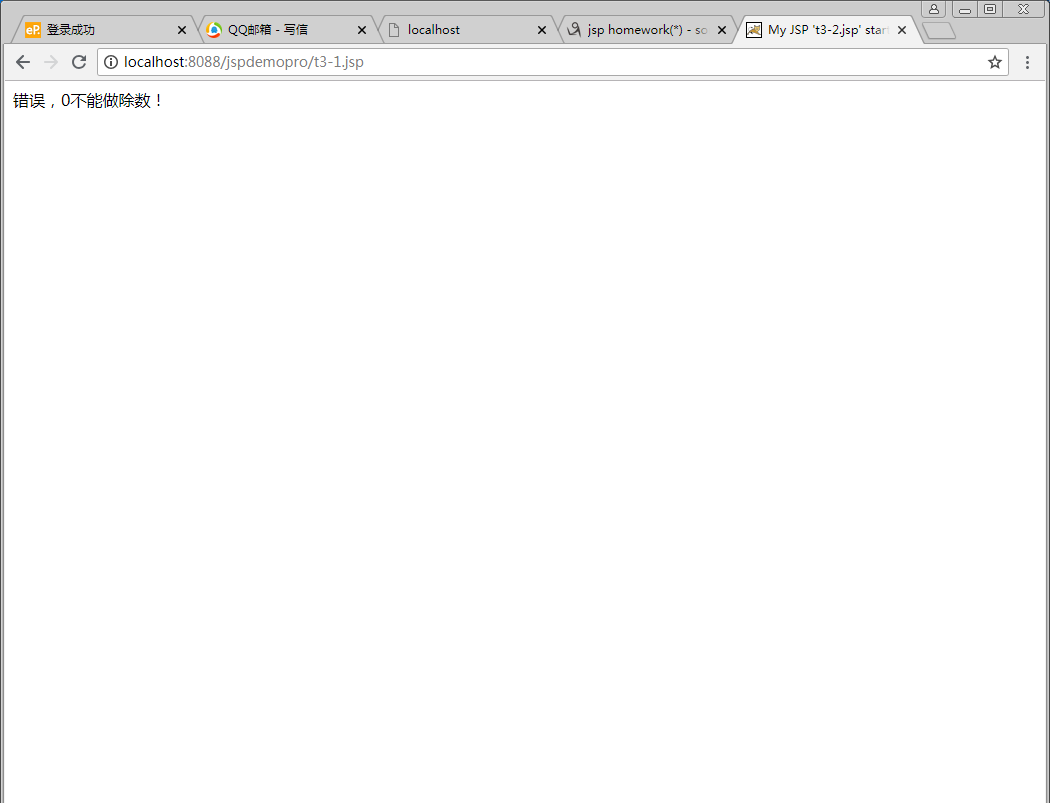 eP 登录成功
QQ邮箱 - 写信
localhost
jsp homework(*) - so
My JSP 't3-2.jsp' start
localhost:8088/jspdemopro/t3-1.jsp
错误，0不能做除数！